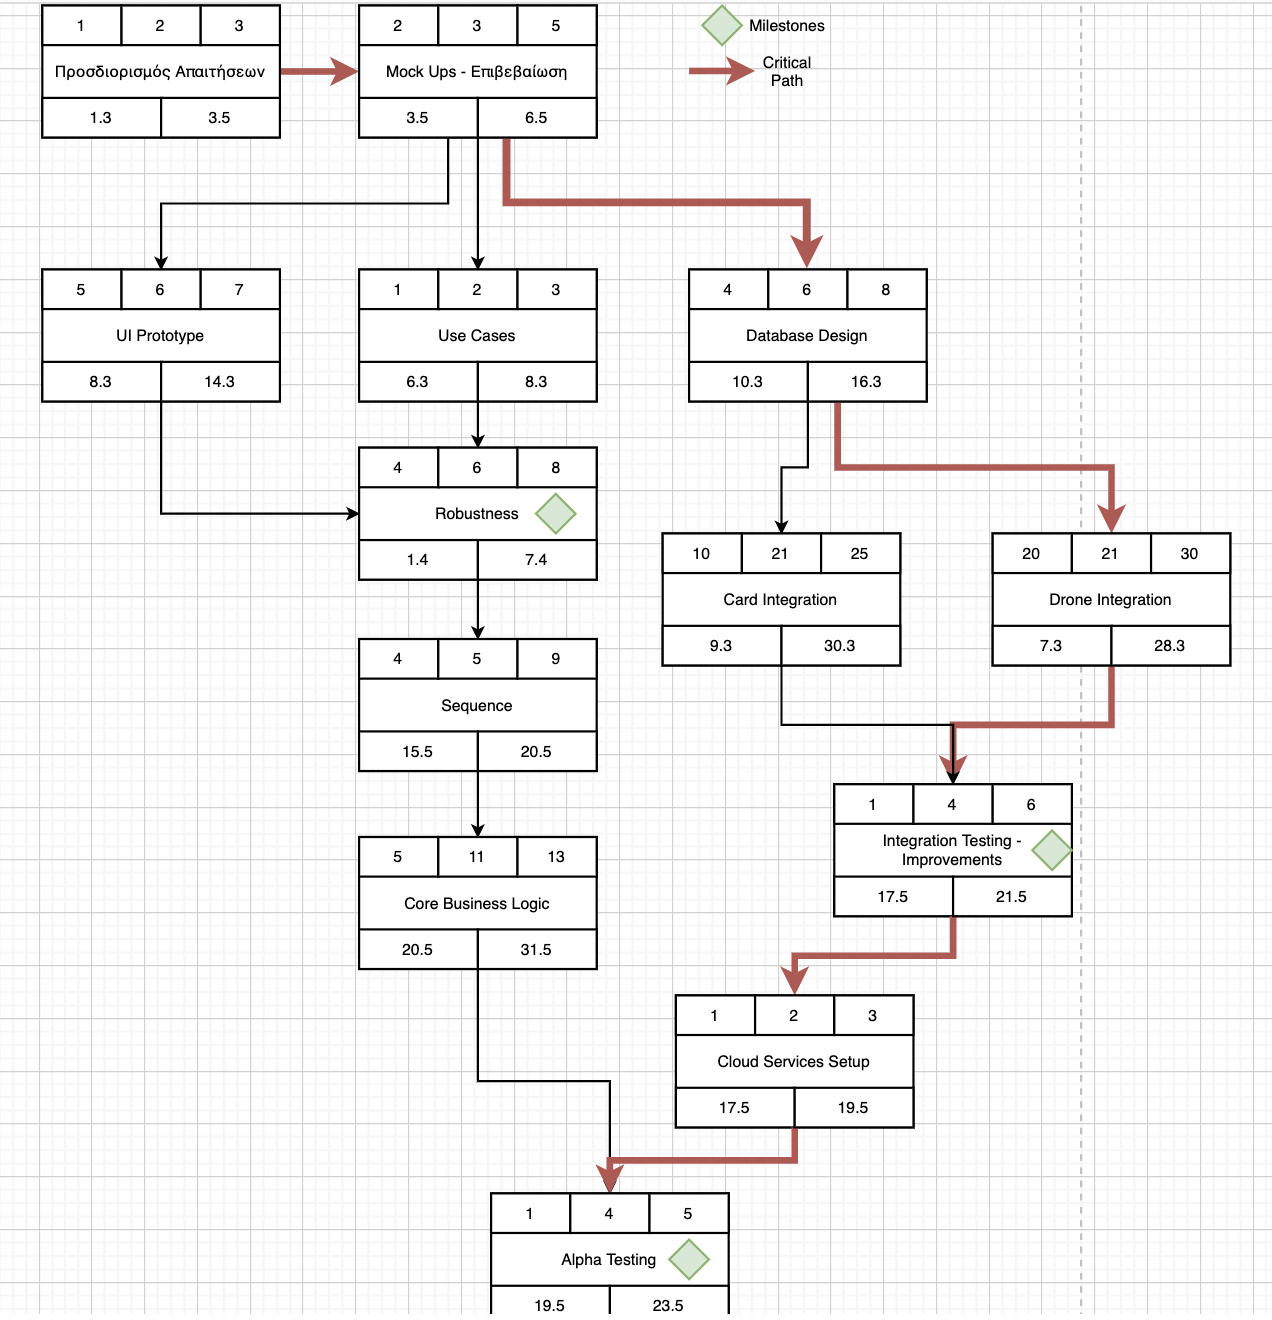 1 2 3
Προσδιορισμός Απαιτήσεων
1.3 3.5
2 3 5
Mock Ups - Επιβεβαίωση
3.5 6.5
Milestones
Critical
Path
5 6 7
UI Prototype
8.3 14.3
1 2 3
Use Cases
6.3 8.3
4 6 8
Database Design
10.3 16.3
4 6 8
Robustness
1.4 7.4
10 21 25
Card Integration
9.3 30.3
20 21 30
Drone Integration
7.3 28.3
4 5 9
Sequence
15.5 20.5
1 4 6
Integration Testing -
Improvements
17.5 21.5
5 11 13
Core Business Logic
20.5 31.5
1 2 3
Cloud Services Setup
17.5 19.5
1 4 5
Alpha Testing
19.5 23.5